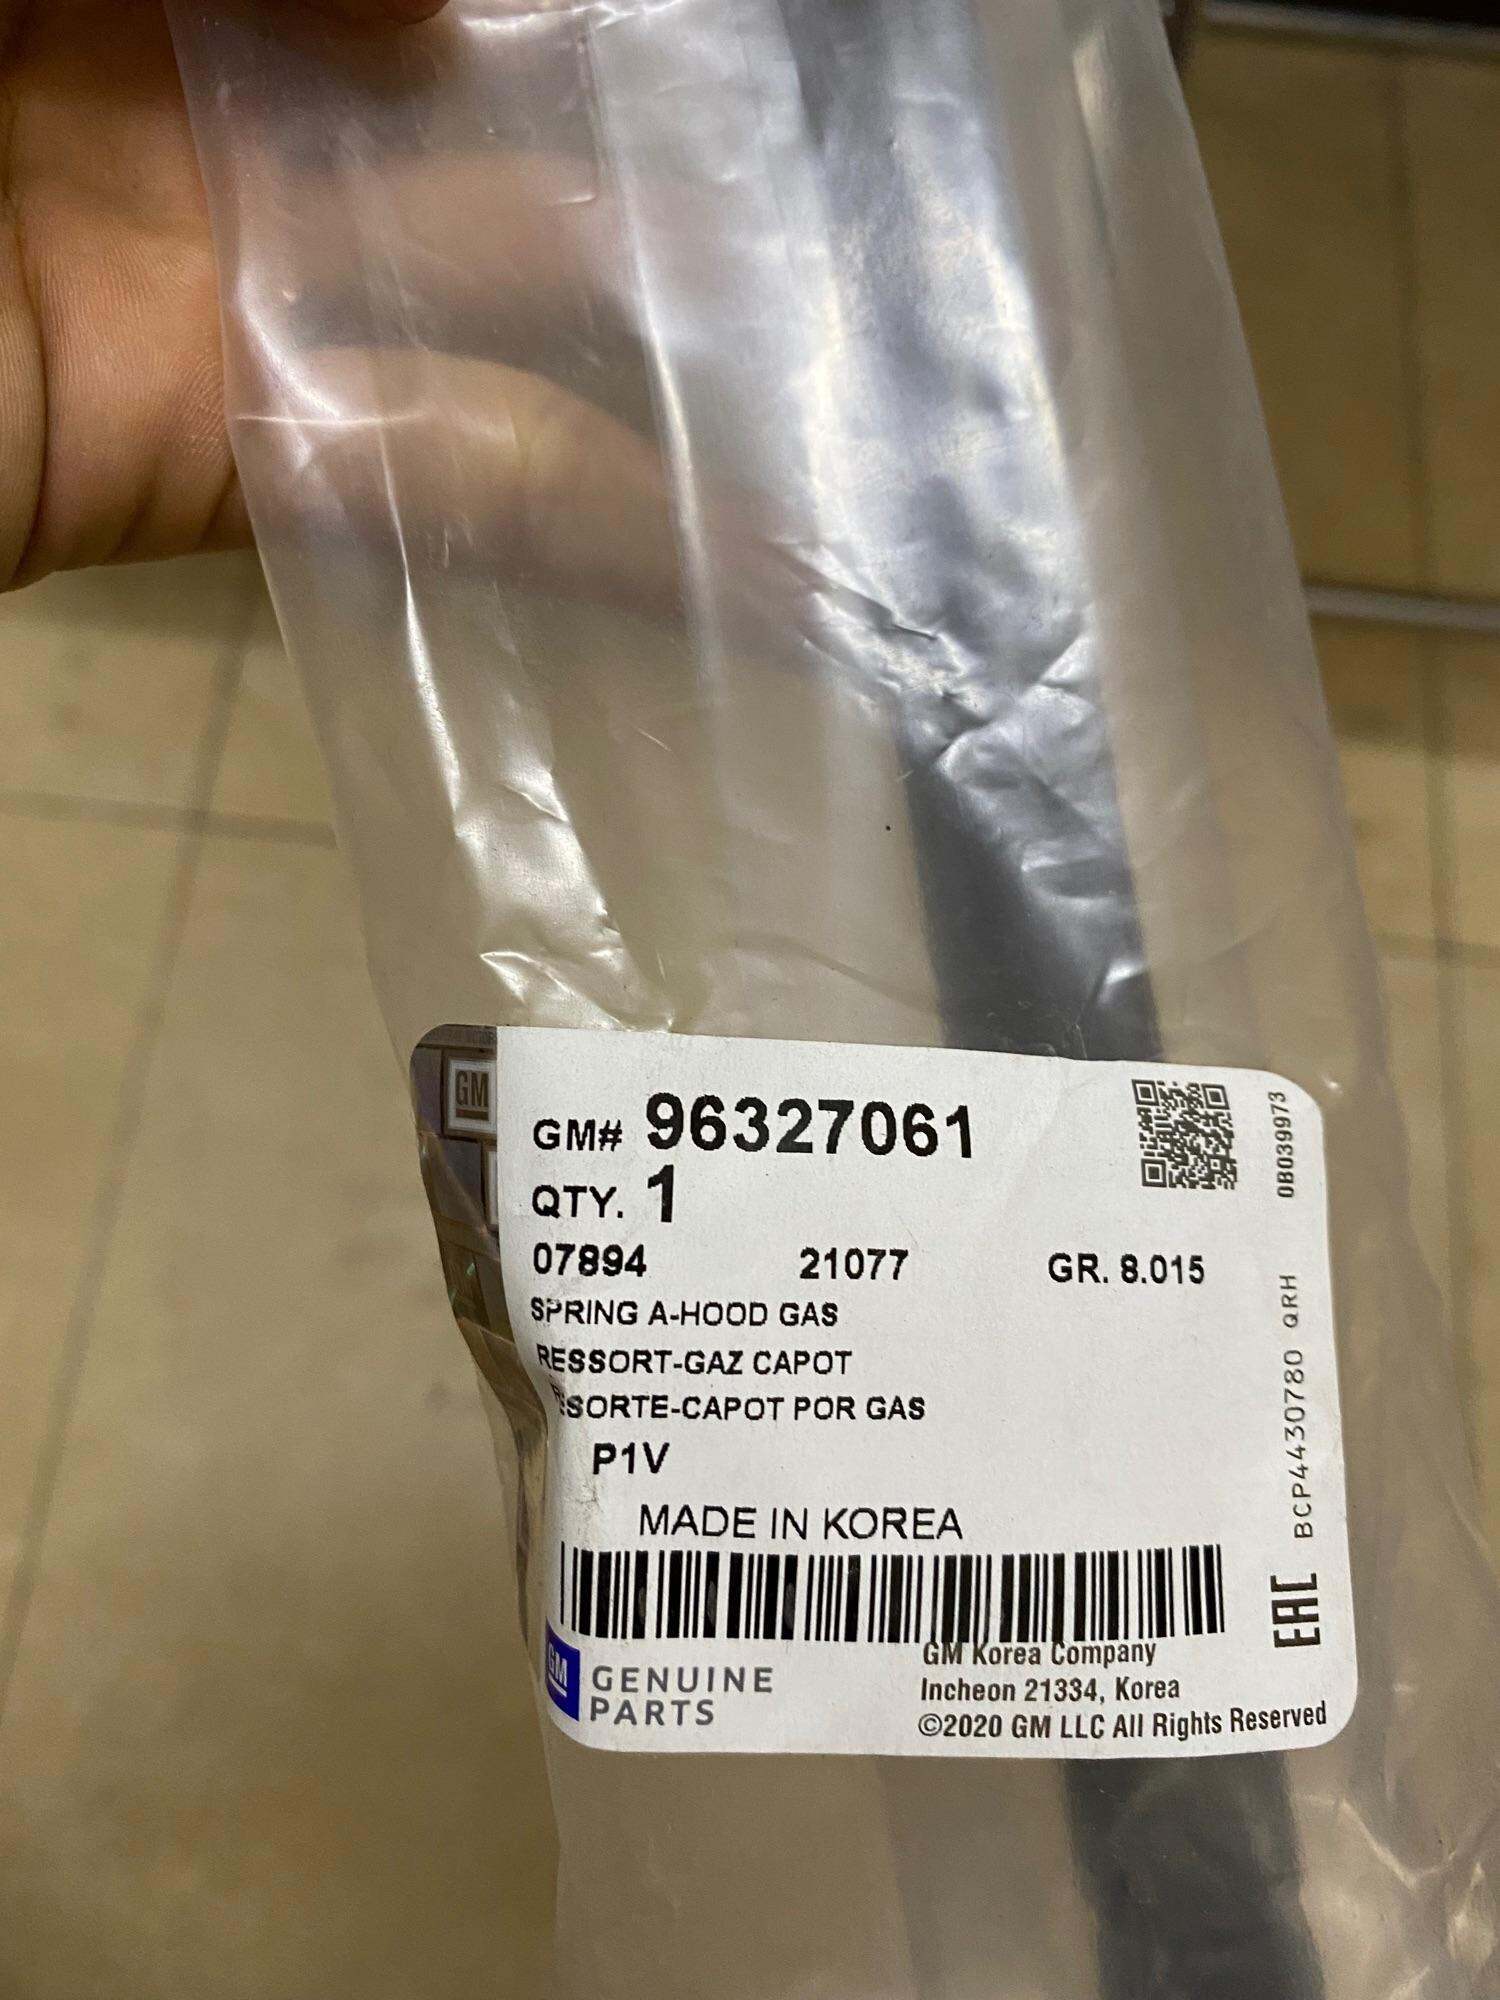 GM
GM# 96327061
QTY. 1
07894 21077 GR. 8.015
SPRING A-HOOD GAS
RESSORT-GAZ CAPOT
RESORTE-CAPOT POR GAS
P1V
MADE IN KOREA
GM GENUINE
PARTS
GM Korea Company
Incheon 21334, Korea
©2020 GM LLC All Rights Reserved
0B039973
BCP4430780 QRH
EAC